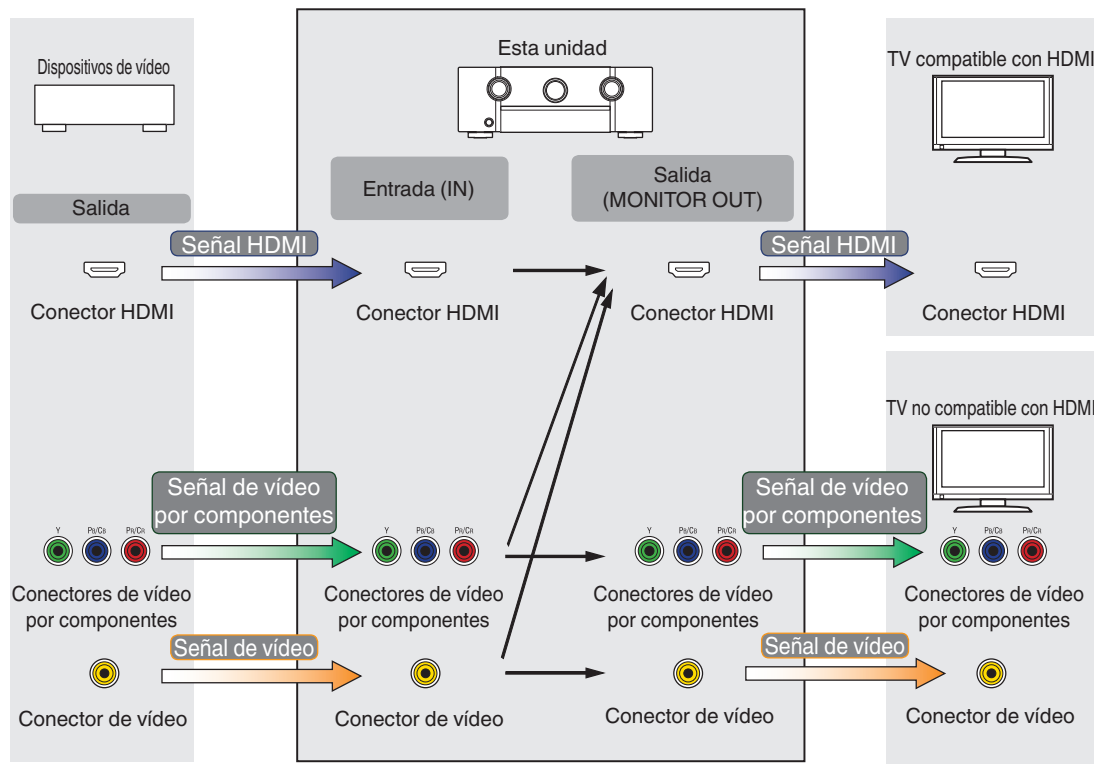 Esta unidad
Dispositivos de vídeo
TV compatible con HDMI
Entrada (IN)
Salida
(MONITOR OUT)
Salida
Señal HDMI
Señal HDMI
Conector HDMI
Conector HDMI
Conector HDMI
Conector HDMI
TV no compatible con HDMI
Señal de vídeo
por componentes
Señal de vídeo
por componentes
Y PB/CB PR/CR
Y PB/CB PR/CR
Y PB/CB PR/CR
Y PB/CB PR/CR
Conectores de vídeo
por componentes
Conectores de vídeo
por componentes
Conectores de vídeo
por componentes
Conectores de vídeo
por componentes
Señal de vídeo
Señal de vídeo
Conector de vídeo
Conector de vídeo
Conector de vídeo
Conector de vídeo